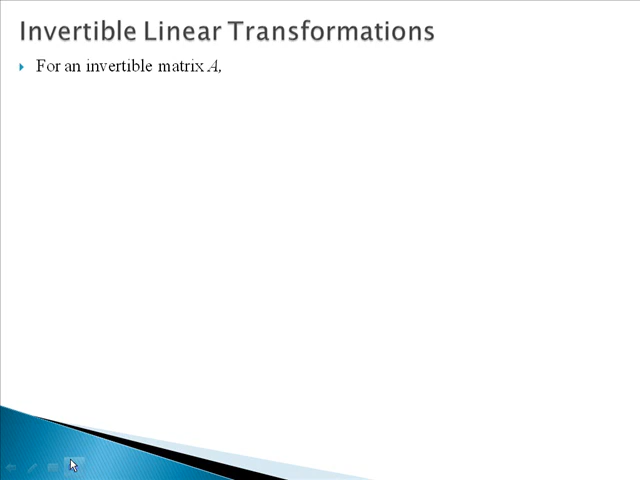 Invertible Linear Transformations
For an invertible matrix A,